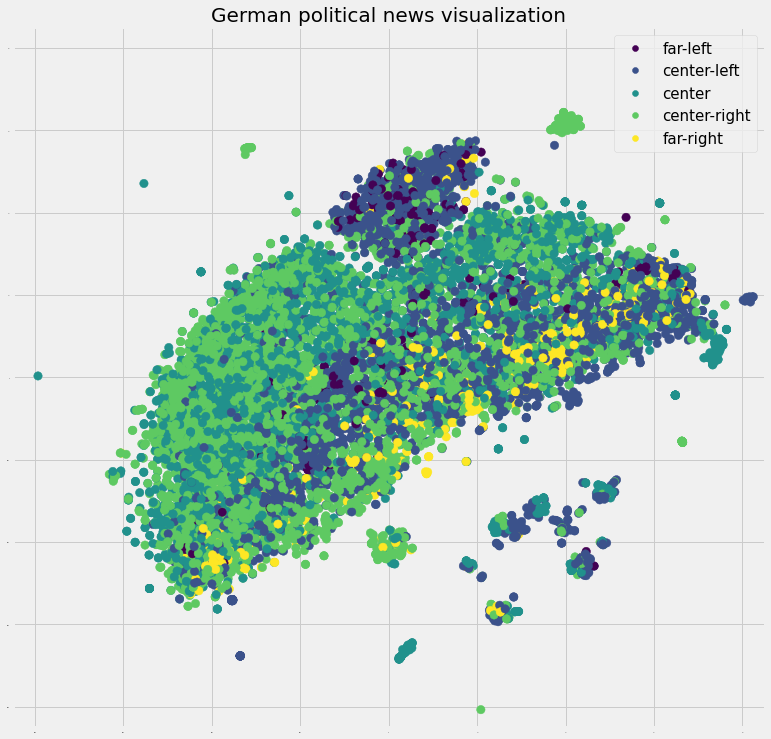 German political news visualization
far-left
center-left
center
center-right
far-right